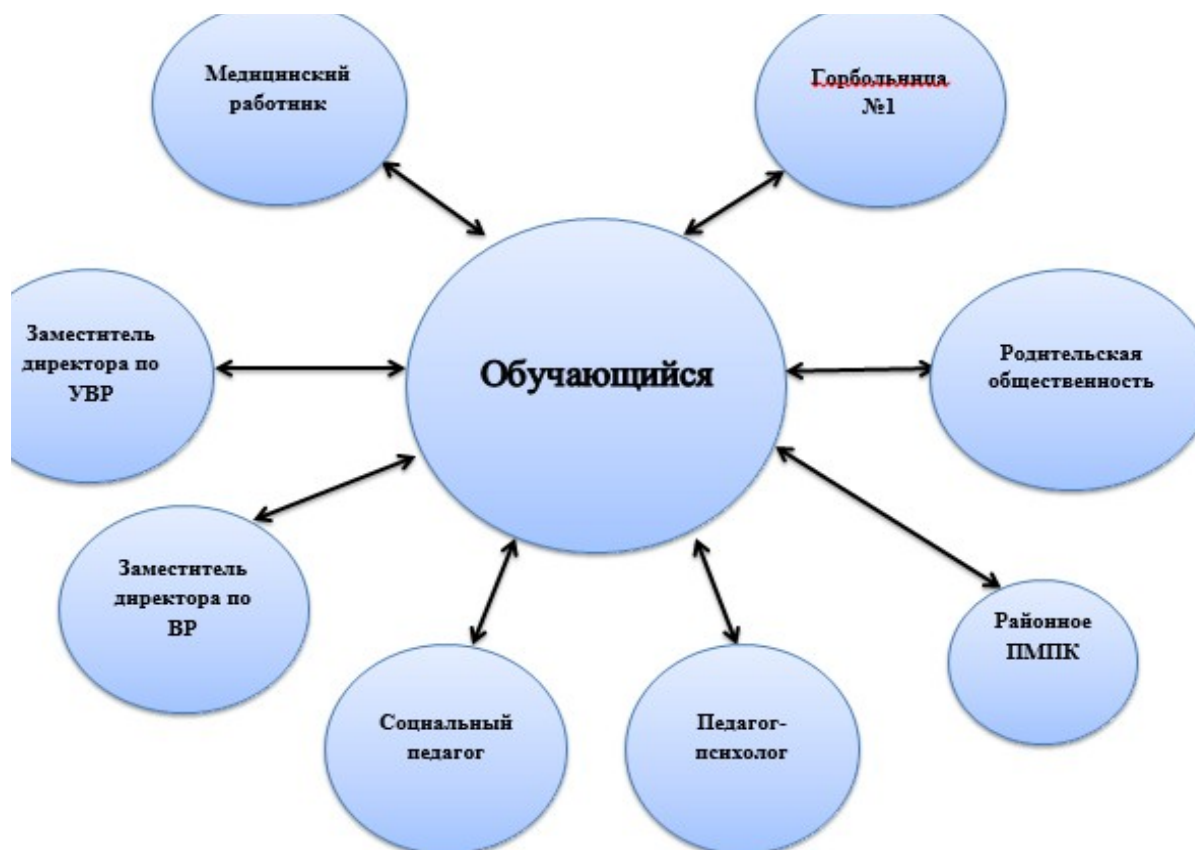 Медицинский
работник
Горбольница
№1
Заместитель
директора по
УВР
Обучающийся
Родительская
общественность
Заместитель
директора по
ВР
Районное
ПМПК
Социальный
педагог
Педагог-
психолог